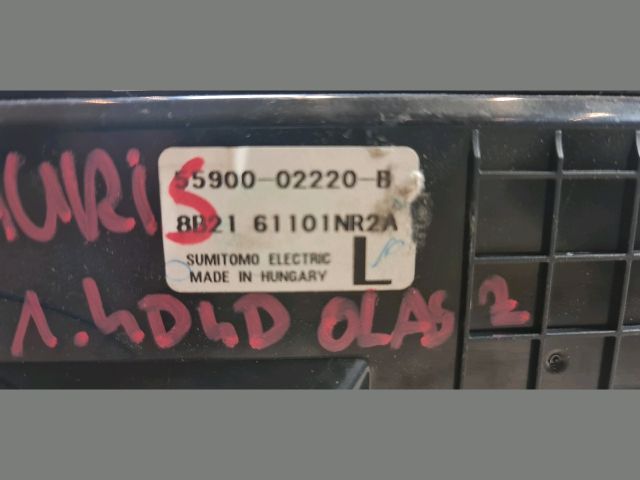 AURIS
55900-02220-B
8B21 61101NR2A
SUMITOMO ELECTRIC
MADE IN HUNGARY
L
1.4D4D OLAS 2